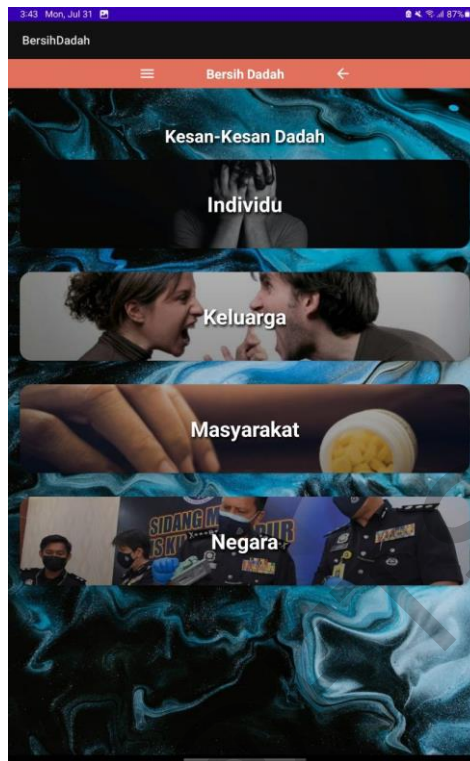 3:43 Mon, Jul 31 87%
BersihDadah
Bersih Dadah
Kesan-Kesan Dadah
Individu
Keluarga
Masyarakat
SIDANG M
Negara